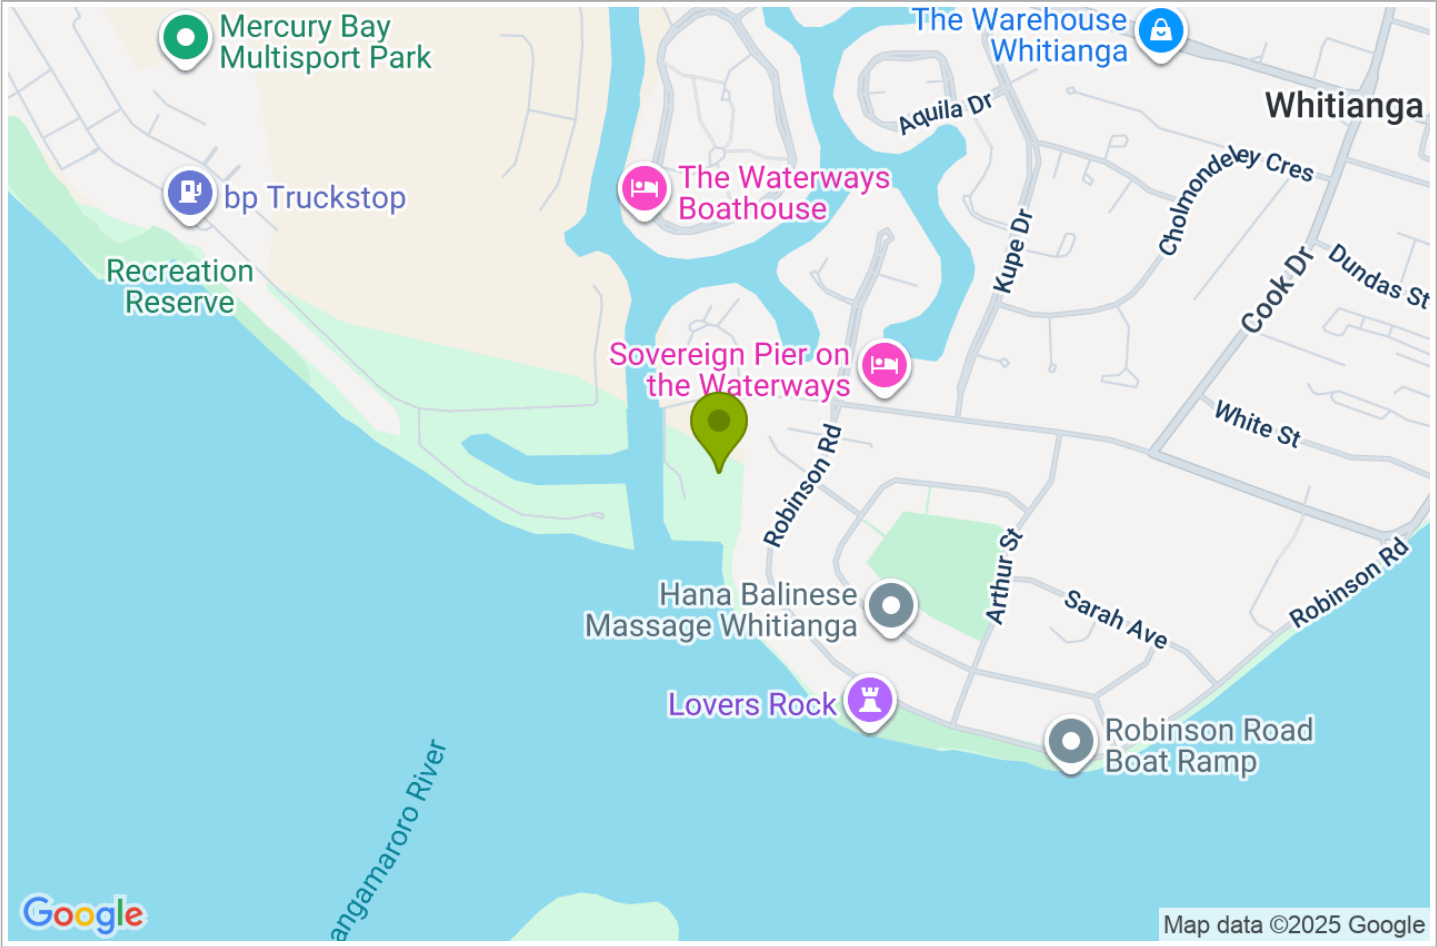 Mercury Bay
Multisport Park
The Warehouse
Whitianga
Aquila Dr
Whitianga
Cholmondeley Cres
bp Truckstop
The Waterways
Boathouse
Kupe Dr
Cook Dr
Dundas St
Recreation
Reserve
Sovereign Pier on
the Waterways
White St
Robinson Rd
Arthur St
Robinson Rd
Hana Balinese
Massage Whitianga
Sarah Ave
Lovers Rock
Robinson Road
Boat Ramp
angamaroro River
Google
Map data ©2025 Google